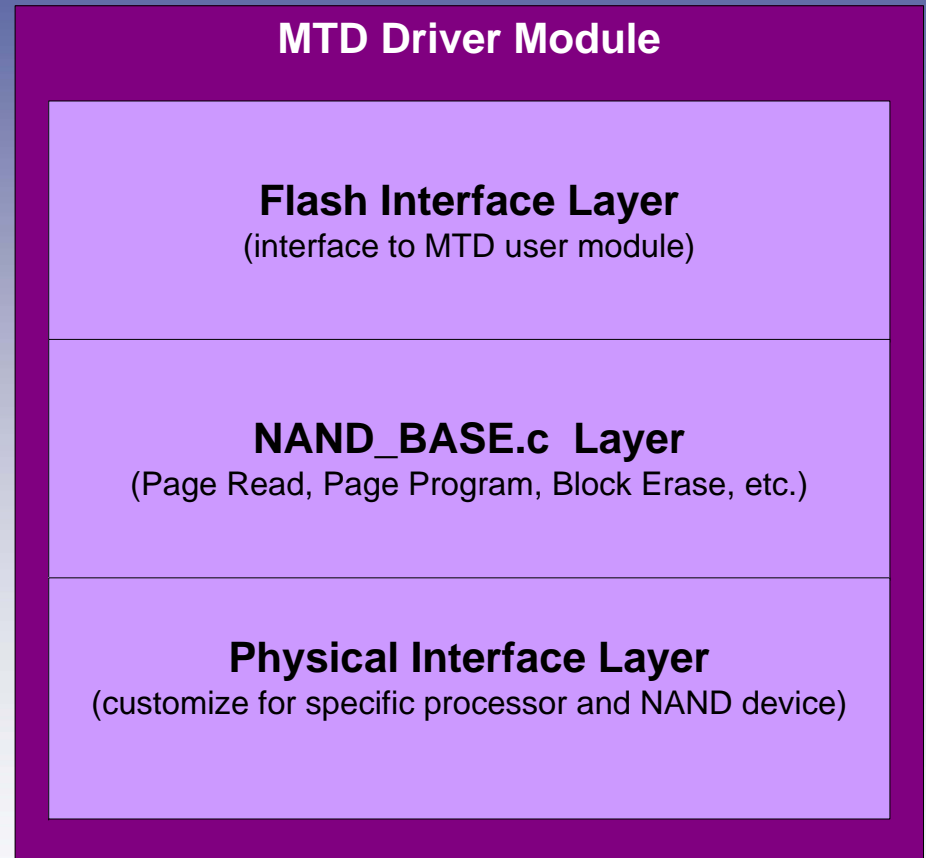 MTD Driver Module
Flash Interface Layer
(interface to MTD user module)
NAND_BASE.c Layer
(Page Read, Page Program, Block Erase, etc.)
Physical Interface Layer
(customize for specific processor and NAND device)